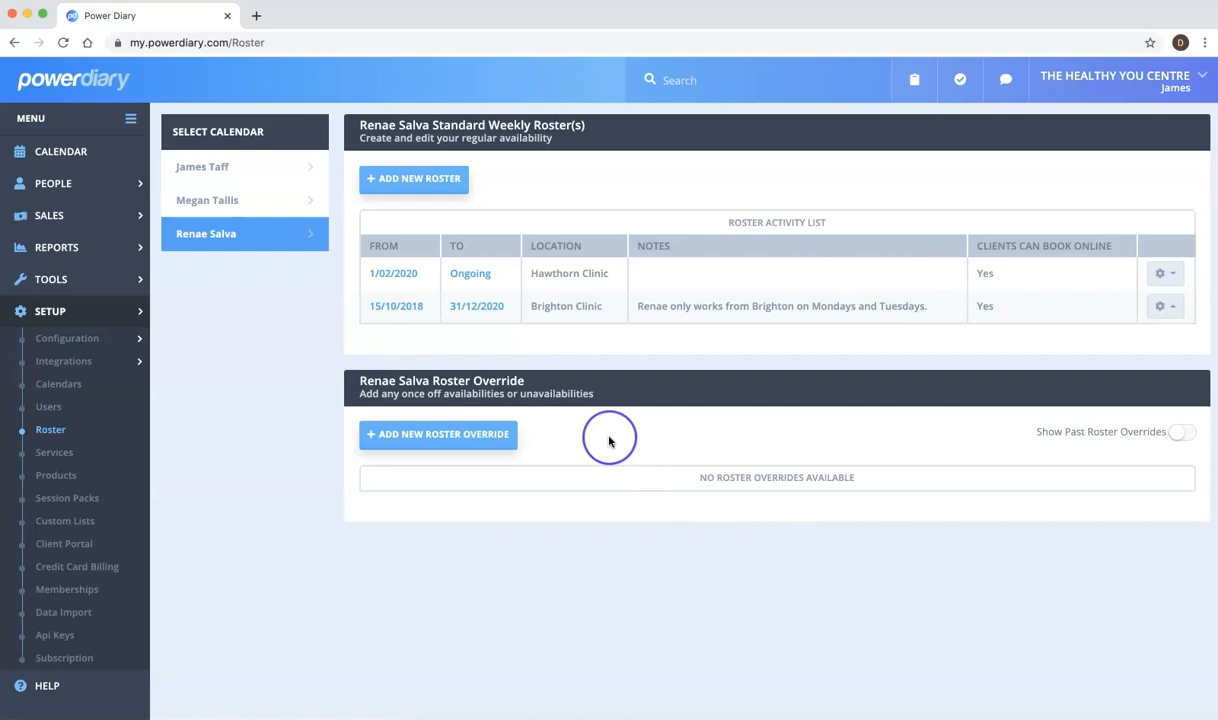 Power Diary
my.powerdiary.com/Roster
D
powerdiary
Search
THE HEALTHY YOU CENTRE
James
MENU
CALENDAR
PEOPLE
SALES
REPORTS
TOOLS
SETUP
Configuration
Integrations
Calendars
Users
Roster
Services
Products
Session Packs
Custom Lists
Client Portal
Credit Card Billing
Memberships
Data Import
Api Keys
Subscription
HELP
SELECT CALENDAR
James Taff
Megan Tallis
Renae Salva
Renae Salva Standard Weekly Roster(s)
Create and edit your regular availability
+ ADD NEW ROSTER
ROSTER ACTIVITY LIST
FROM TO LOCATION NOTES CLIENTS CAN BOOK ONLINE
1/02/2020 Ongoing Hawthorn Clinic Yes
15/10/2018 31/12/2020 Brighton Clinic Renae only works from Brighton on Mondays and Tuesdays. Yes
Renae Salva Roster Override
Add any once off availabilities or unavailabilities
+ ADD NEW ROSTER OVERRIDE
Show Past Roster Overrides
NO ROSTER OVERRIDES AVAILABLE